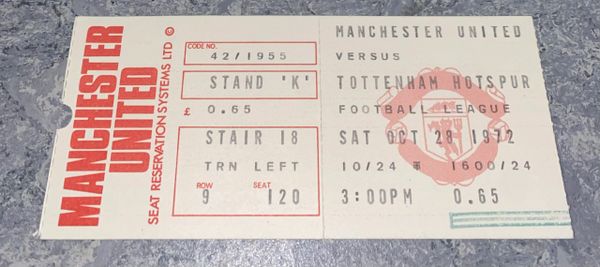 MANCHESTER
UNITED
SEAT RESERVATION SYSTEMS LTD ©
CODE NO.
42/1955
STAND 'K'
£ 0.65
STAIR 18
TRN LEFT
ROW SEAT
9 120
MANCHESTER UNITED
VERSUS
TOTTENHAM HOTSPUR
FOOTBALL LEAGUE
SAT OCT 28 1972
10/24 1600/24
3:00PM 0.65